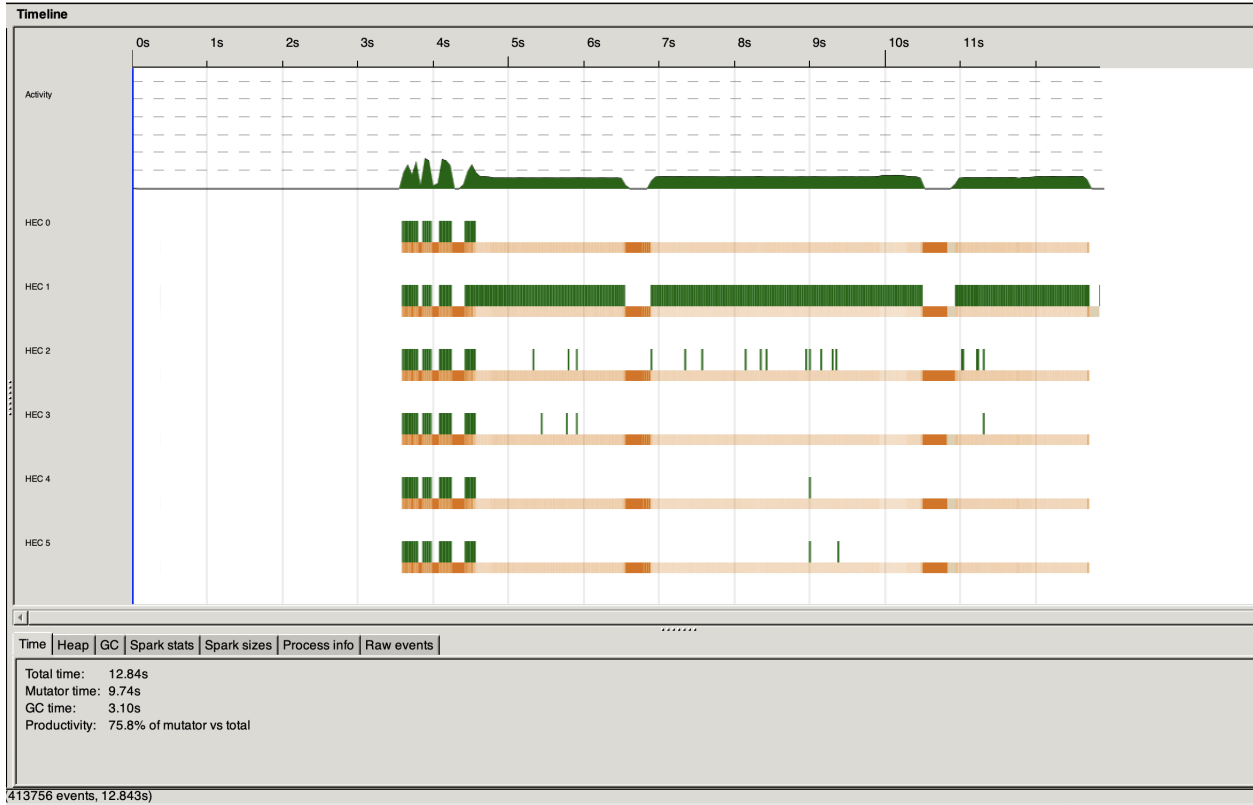 Timeline
0s 1s 2s 3s 4s 5s 6s 7s 8s 9s 10s 11s
Activity
HEC 0
HEC 1
HEC 2
HEC 3
HEC 4
HEC 5
Time Heap GC Spark stats Spark sizes Process info Raw events
Total time: 12.84s
Mutator time: 9.74s
GC time: 3.10s
Productivity: 75.8% of mutator vs total
(413756 events, 12.843s)